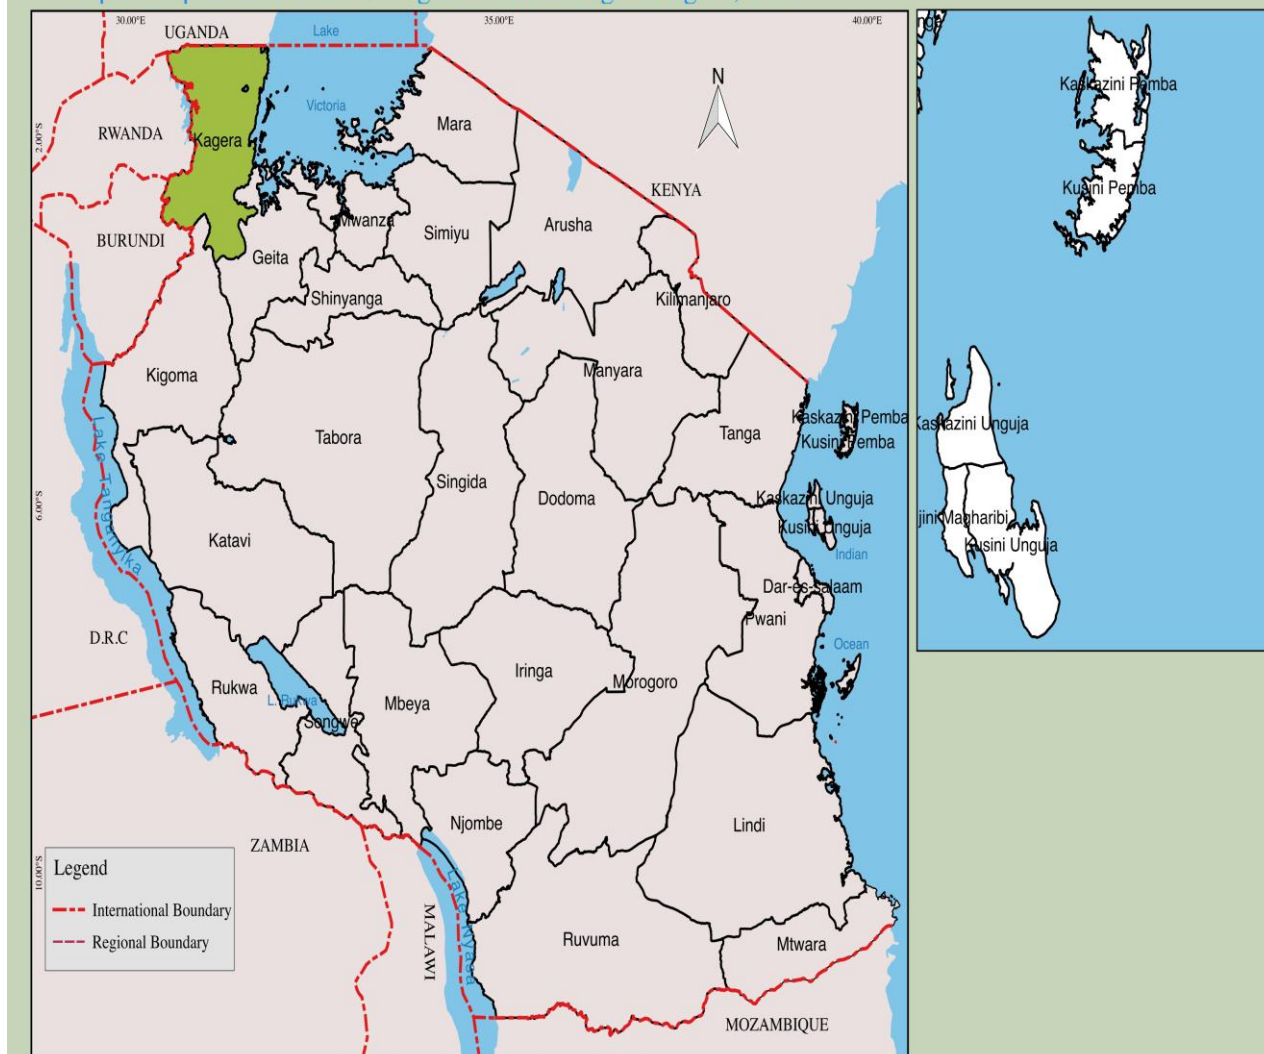 30.00°E
35.00°E
40.00°E
UGANDA
Lake
Victoria
N
2.00°S
RWANDA
Kagera
Mara
KENYA
BURUNDI
Mwanza
Simiyu
Arusha
Geita
Shinyanga
Kilimanjaro
Kigoma
Manyara
Kaskazini Pemba
Kusini Pemba
Tabora
Tanga
Singida
Dodoma
Kaskazini Unguja
Kusini Unguja
6.00°S
Lake Tanganyika
Katavi
Indian
Dar-es-salaam
Pwani
D.R.C
Ocean
Rukwa
L. Rukwa
Songwe
Mbeya
Iringa
Morogoro
Njombe
Lindi
ZAMBIA
10.00°S
Legend
International Boundary
Regional Boundary
MALAWI
Lake Nyasa
Ruvuma
Mtwara
MOZAMBIQUE
nga
Kaskazini Pemba
Kusini Pemba
Kaskazini Unguja
jini Magharibi
Kusini Unguja